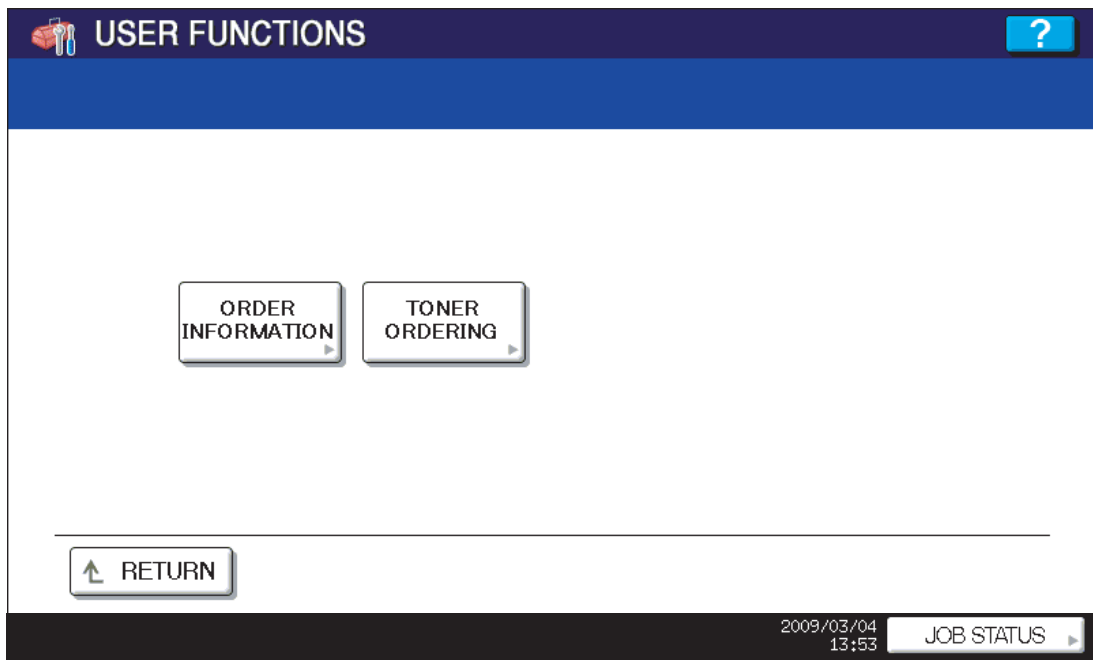 USER FUNCTIONS
?
ORDER
INFORMATION
TONER
ORDERING
RETURN
2009/03/04
13:53
JOB STATUS